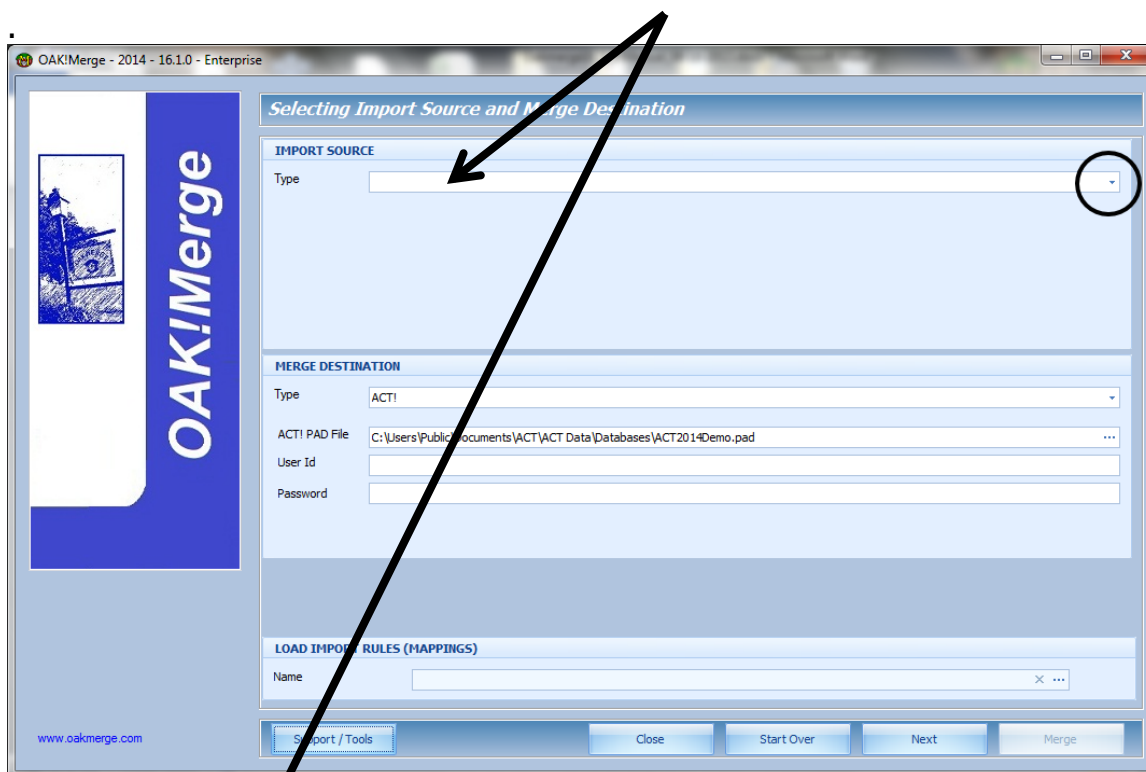 .
OAK!Merge - 2014 - 16.1.0 - Enterprise
OAK!Merge
Selecting Import Source and Merge Destination
IMPORT SOURCE
Type
MERGE DESTINATION
Type ACT!
ACT! PAD File C:\Users\Public\Documents\ACT\ACT Data\Databases\ACT2014Demo.pad ...
User Id
Password
LOAD IMPORT RULES (MAPPINGS)
Name ...
www.oakmerge.com
Support / Tools Close Start Over Next Merge